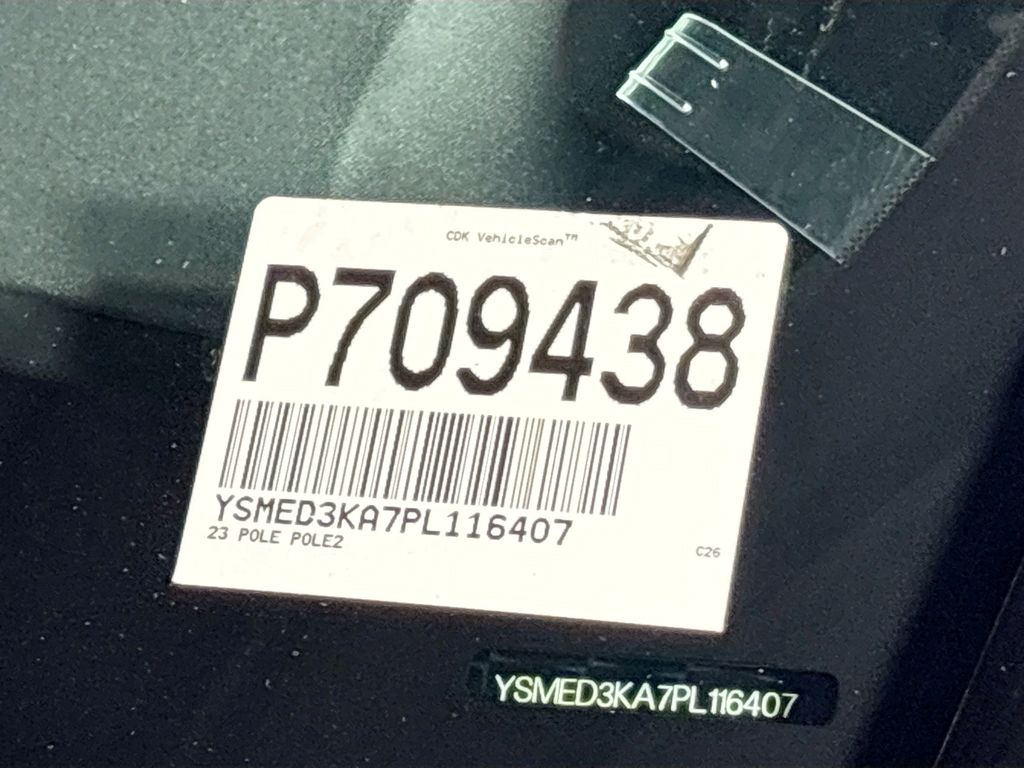 CDK VehicleScan™
P709438
YSMED3KA7PL116407
23 POLE POLE2
C26
YSMED3KA7PL116407